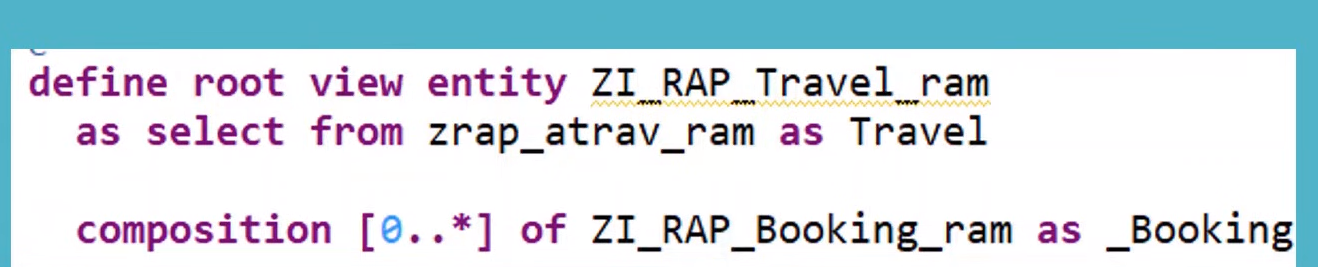 define root view entity ZI_RAP_Travel_ram
as select from zrap_atrav_ram as Travel
composition [0..*] of ZI_RAP_Booking_ram as _Booking